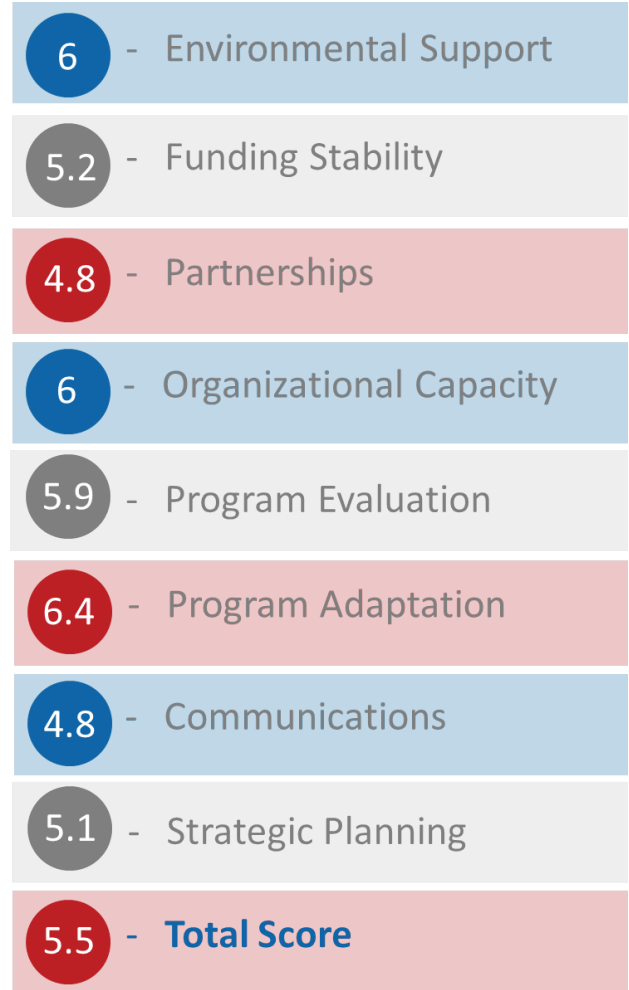 6 - Environmental Support
5.2 - Funding Stability
4.8 - Partnerships
6 - Organizational Capacity
5.9 - Program Evaluation
6.4 - Program Adaptation
4.8 - Communications
5.1 - Strategic Planning
5.5 - Total Score